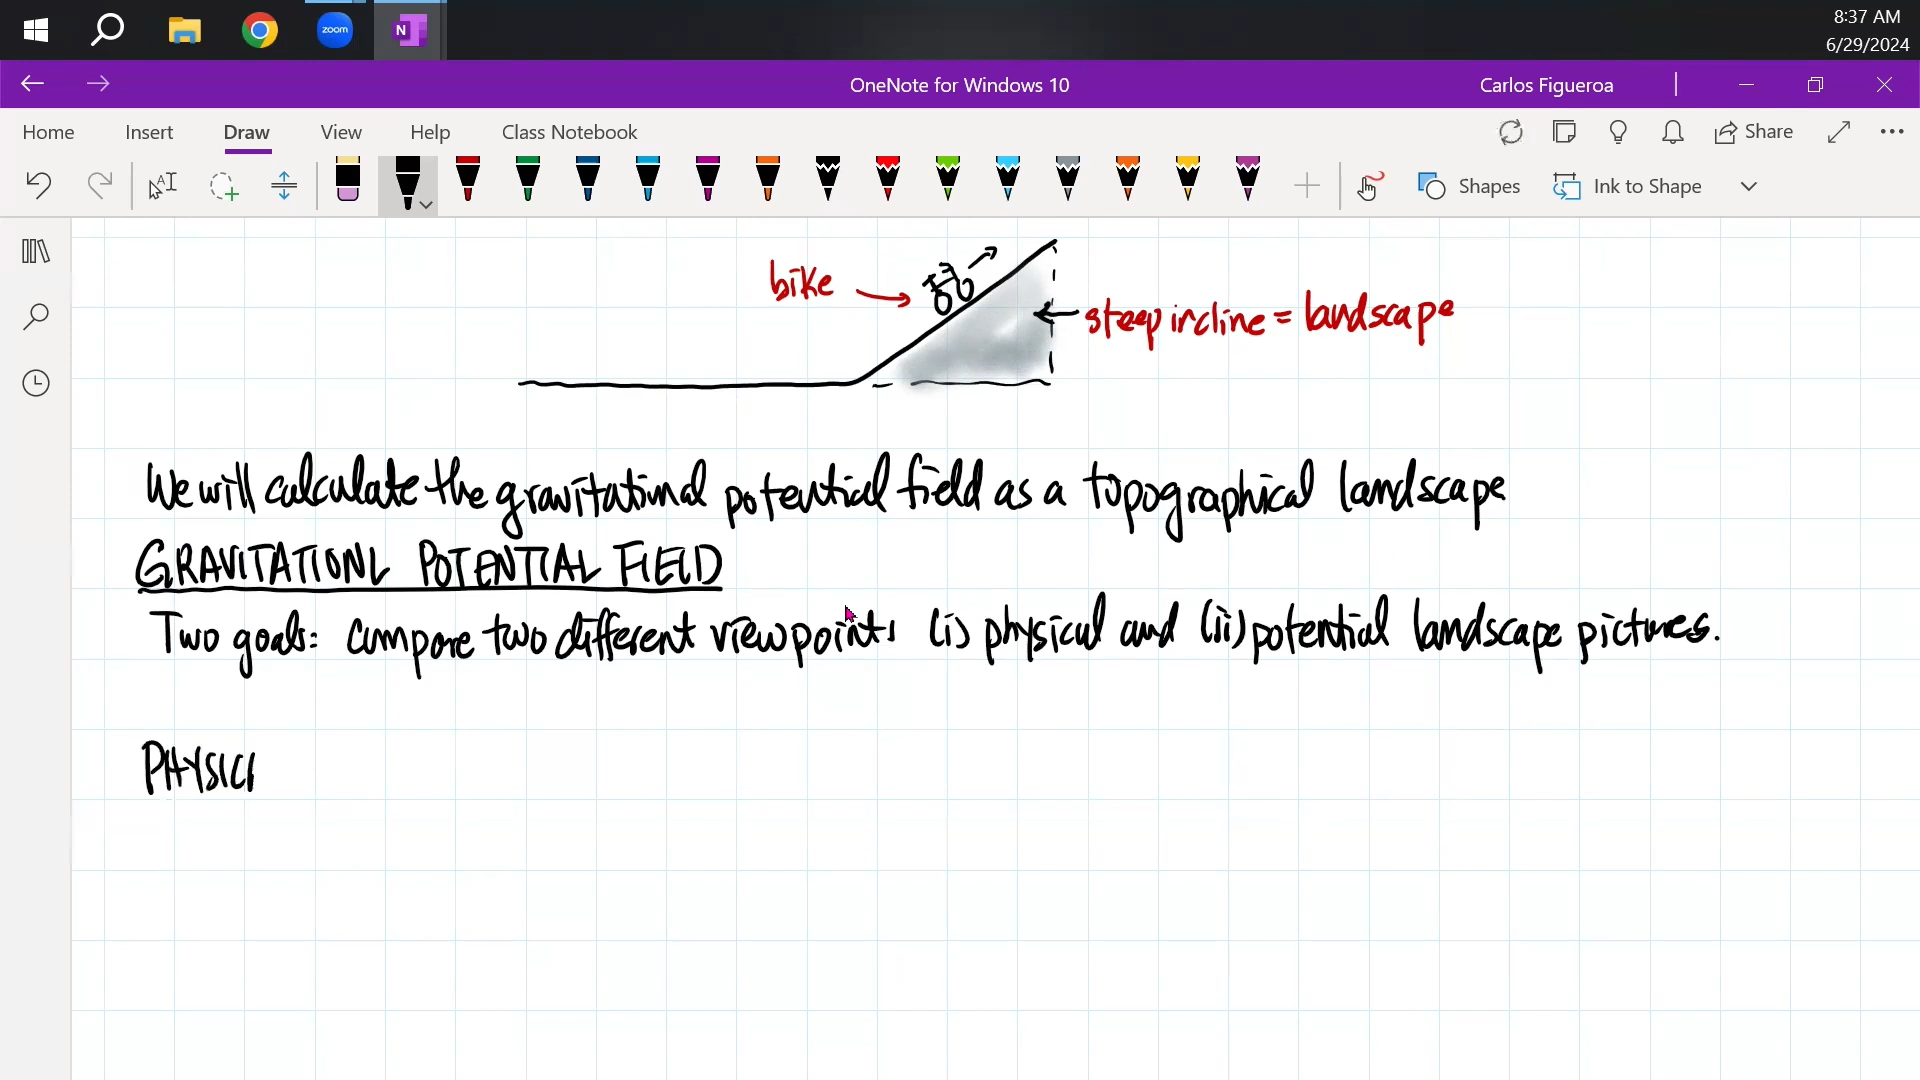 zoom
N
8:37 AM
6/29/2024
OneNote for Windows 10
Carlos Figueroa
Home Insert Draw View Help Class Notebook
Share
Shapes
Ink to Shape
bike
steep incline = landscape
We will calculate the gravitational potential field as a topographical landscape
GRAVITATIONL POTENTIAL FIELD
Two goals: compare two different viewpoints (i) physical and (ii) potential landscape pictures.
PHYSICA